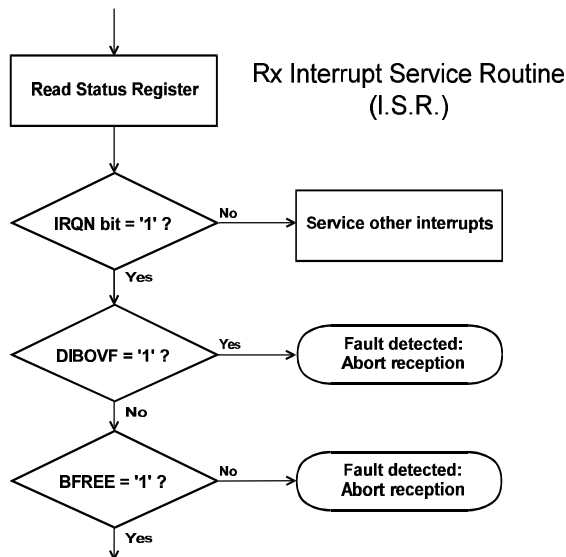 Rx Interrupt Service Routine
(I.S.R.)
Read Status Register
IRQN bit = '1' ?
No
Service other interrupts
Yes
DIBOVF = '1' ?
Yes
Fault detected:
Abort reception
No
BFREE = '1' ?
No
Fault detected:
Abort reception
Yes